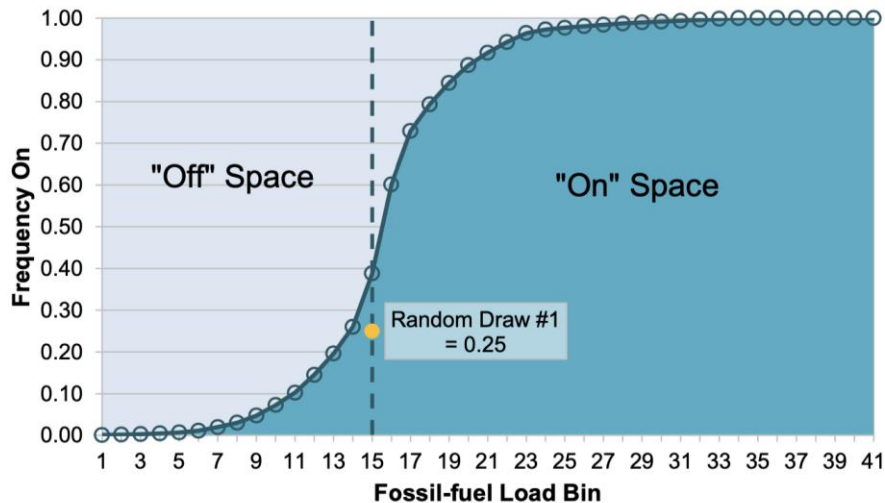 1.00
0.90
0.80
0.70
0.60
0.50
0.40
0.30
0.20
0.10
0.00
Frequency On
"Off" Space
"On" Space
Random Draw #1
= 0.25
1 3 5 7 9 11 13 15 17 19 21 23 25 27 29 31 33 35 37 39 41
Fossil-fuel Load Bin